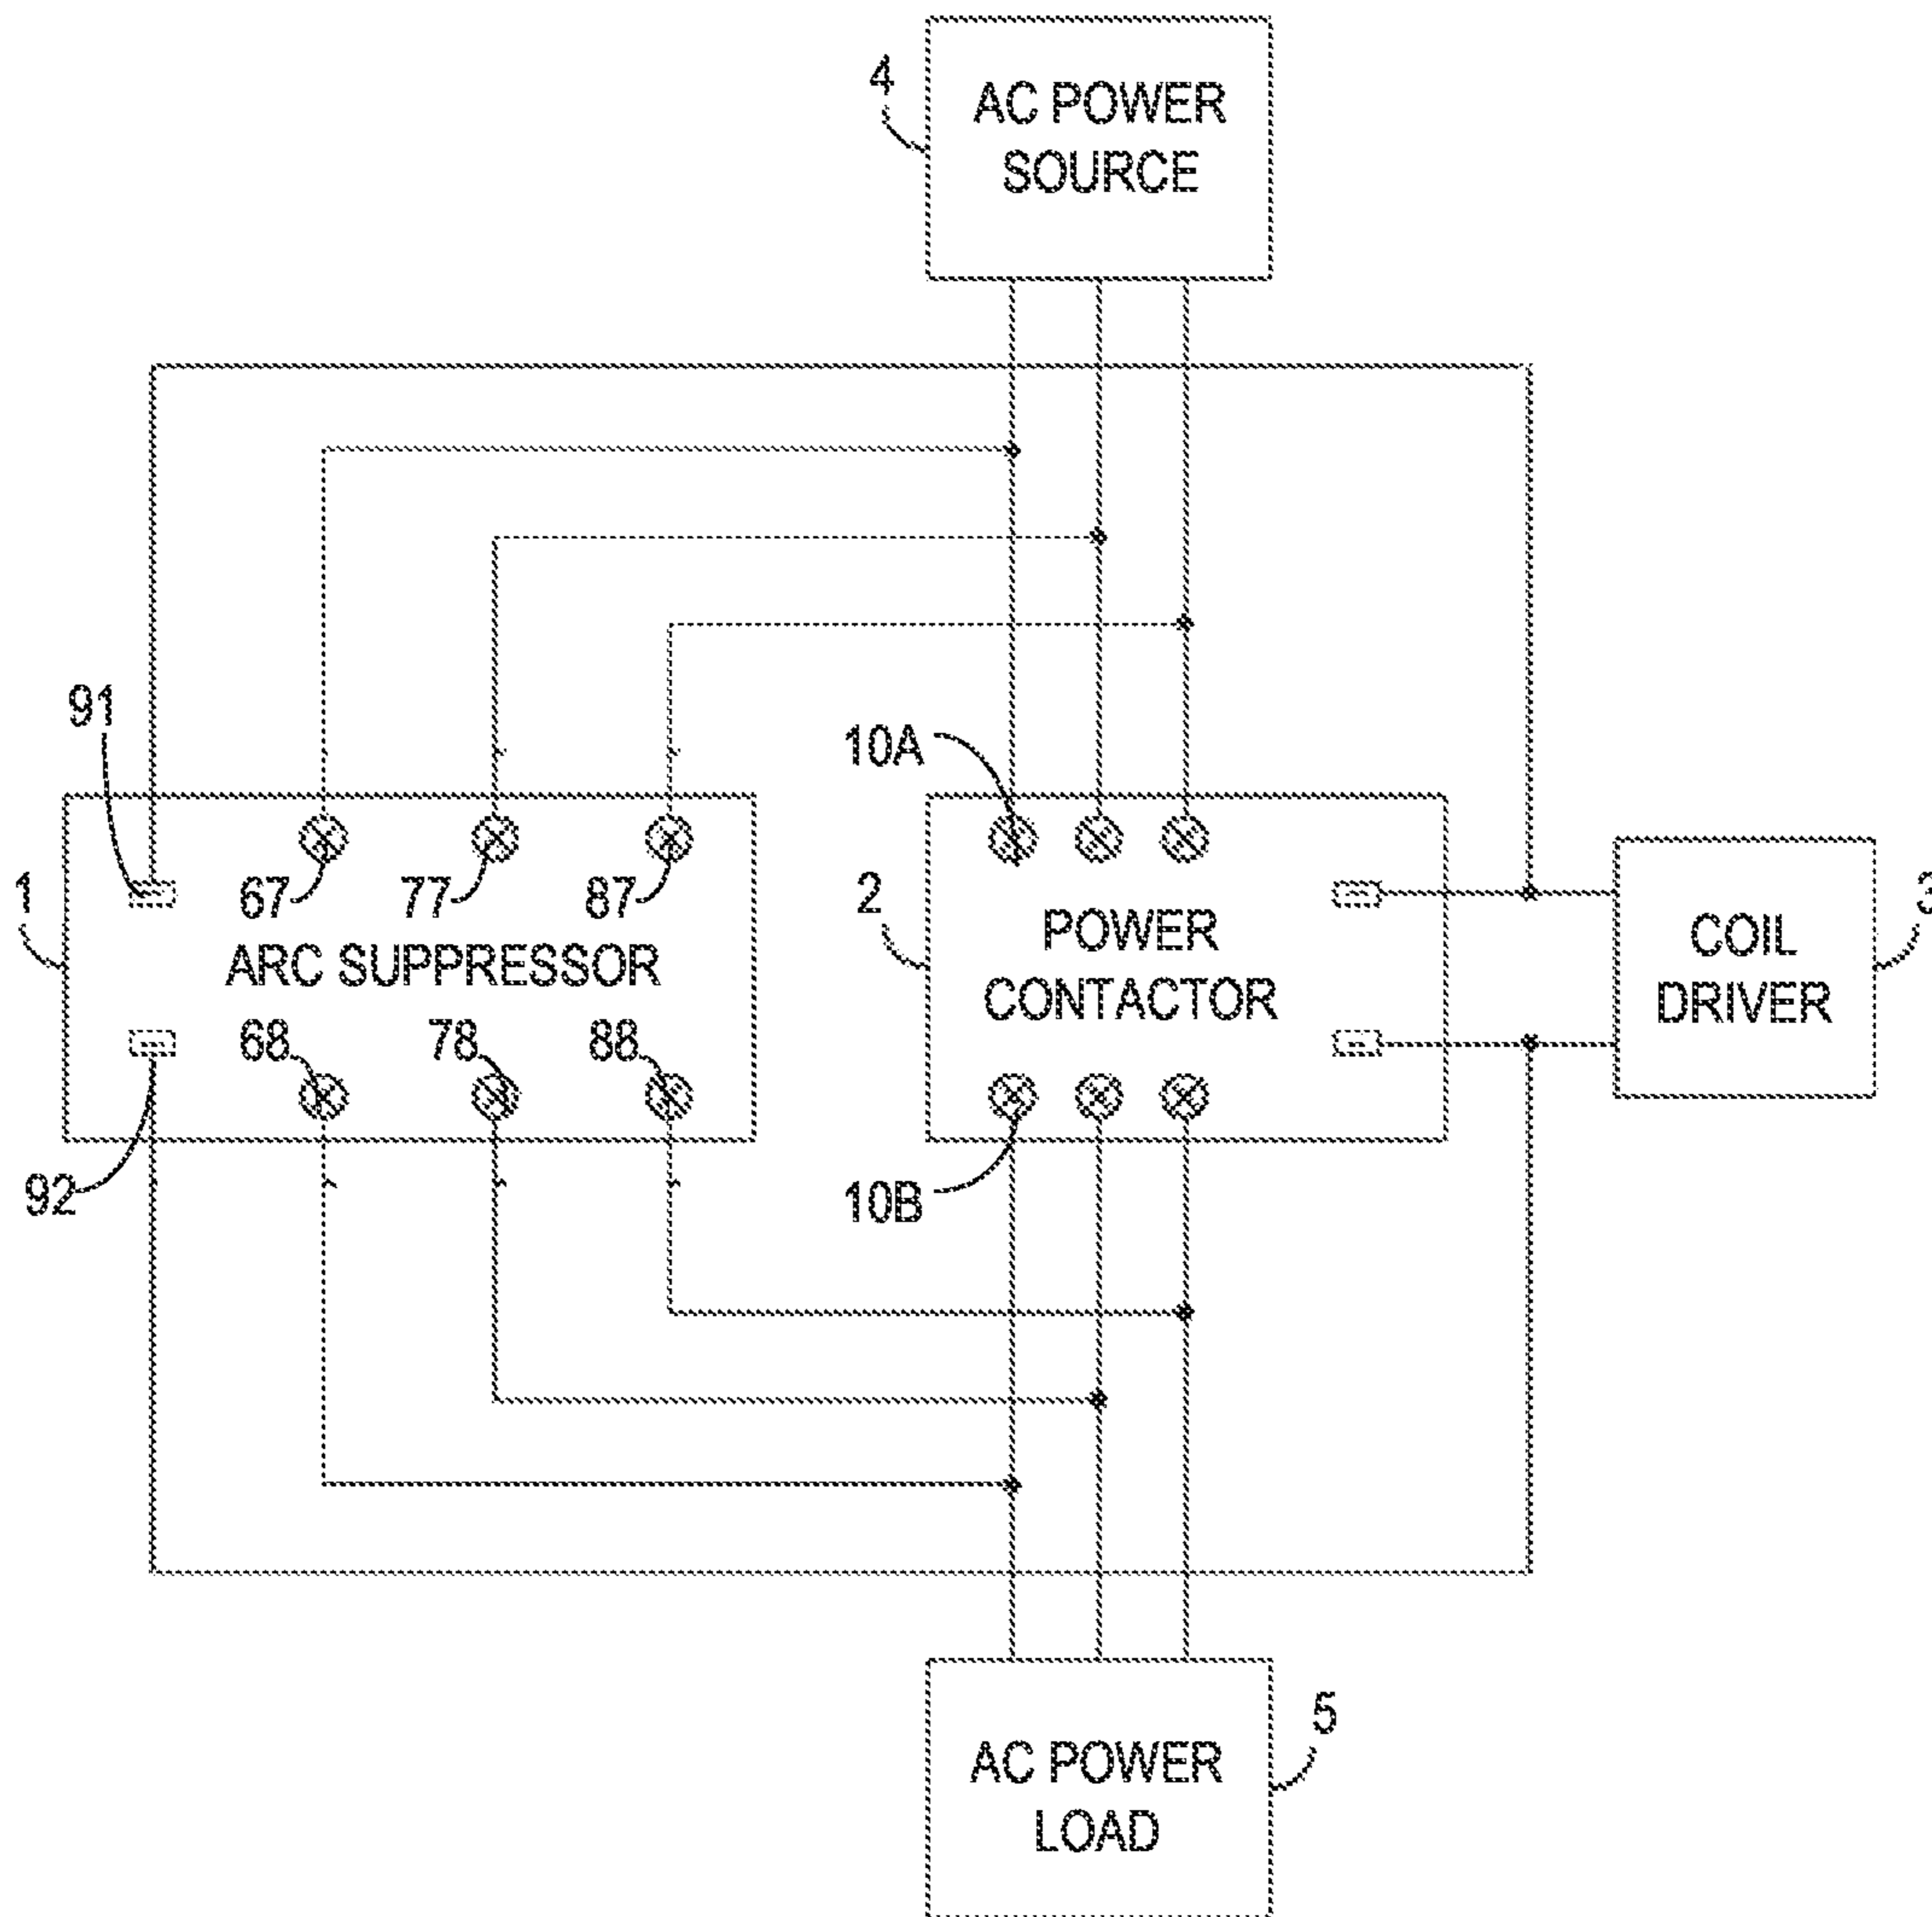 4
AC POWER
SOURCE
91
10A
1
67
77
87
2
POWER
CONTACTOR
3
COIL
DRIVER
ARC SUPPRESSOR
68
78
88
92
10B
5
AC POWER
LOAD